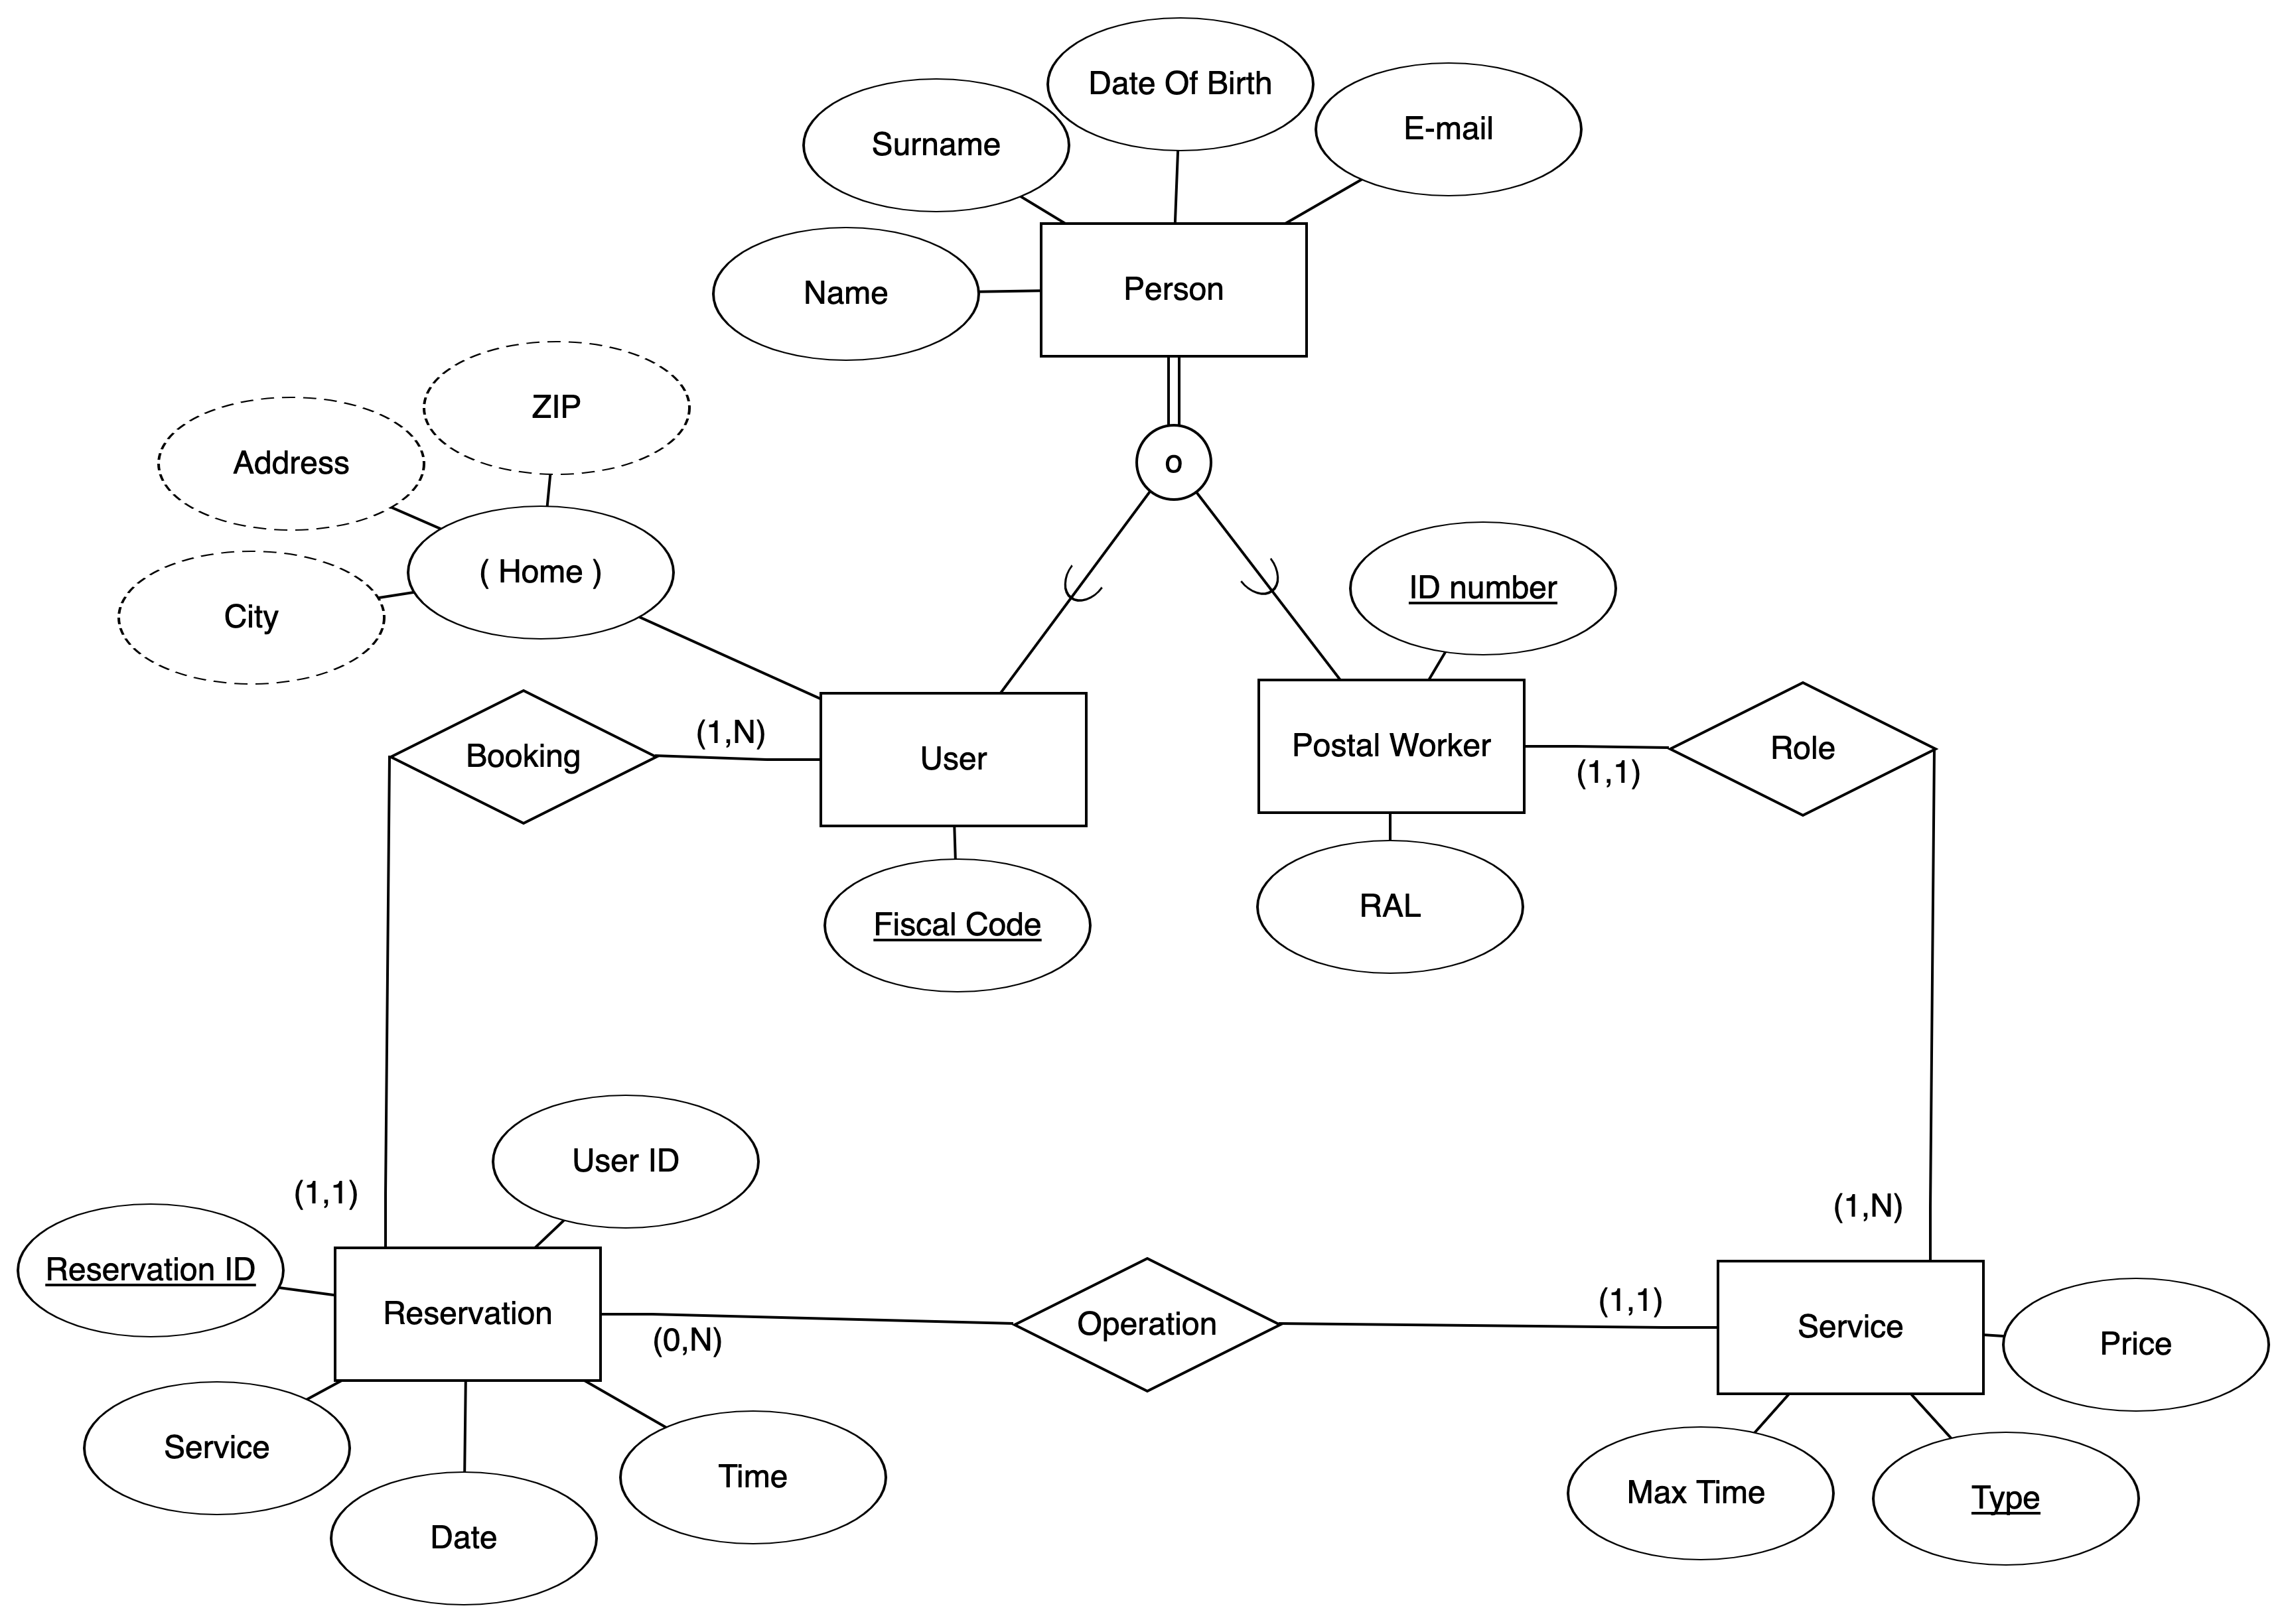 Date Of Birth
E-mail
Surname
Name
Person
ZIP
Address
o
( Home )
City
ID number
(1,N)
Booking
User
Postal Worker
(1,1)
Role
RAL
Fiscal Code
User ID
(1,1)
(1,N)
Reservation ID
Reservation
(0,N)
Operation
(1,1)
Service
Price
Service
Date
Time
Max Time
Type